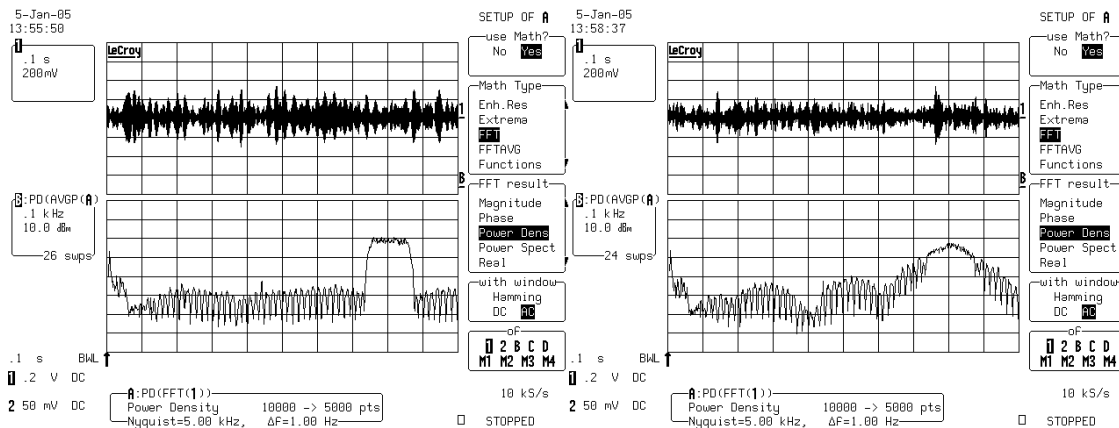 5-Jan-05
13:55:50
1
.1 s
200mV
LeCroy
1
B
B:PD(AVGP(A)
.1 kHz
10.0 dBm
26 swps
SETUP OF A
use Math?
No Yes
Math Type
Enh.Res
Extrema
FFT
FFTAVG
Functions
FFT result
Magnitude
Phase
Power Dens
Power Spect
Real
with window
Hamming
DC AC
of
1 2 B C D
M1 M2 M3 M4
.1 s BWL
1 .2 V DC
2 50 mV DC
A:PD(FFT(1))
Power Density 10000 -> 5000 pts
Nyquist=5.00 kHz, ΔF=1.00 Hz
10 kS/s
STOPPED
5-Jan-05
13:58:37
1
.1 s
200mV
LeCroy
1
B
B:PD(AVGP(A)
.1 kHz
10.0 dBm
24 swps
SETUP OF A
use Math?
No Yes
Math Type
Enh.Res
Extrema
FFT
FFTAVG
Functions
FFT result
Magnitude
Phase
Power Dens
Power Spect
Real
with window
Hamming
DC AC
of
1 2 B C D
M1 M2 M3 M4
.1 s BWL
1 .2 V DC
2 50 mV DC
A:PD(FFT(1))
Power Density 10000 -> 5000 pts
Nyquist=5.00 kHz, ΔF=1.00 Hz
10 kS/s
STOPPED